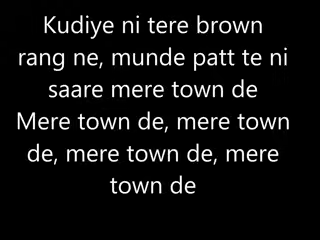 Kudiye ni tere brown
rang ne, munde patt te ni
saare mere town de
Mere town de, mere town
de, mere town de, mere
town de